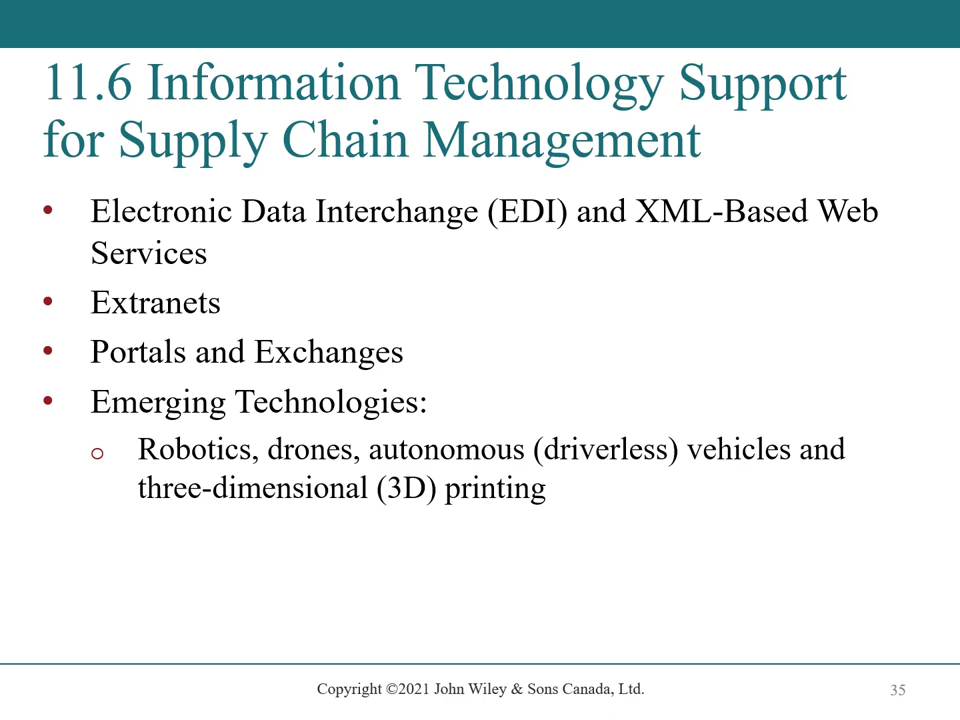 11.6 Information Technology Support
for Supply Chain Management
• Electronic Data Interchange (EDI) and XML-Based Web
Services
• Extranets
• Portals and Exchanges
• Emerging Technologies:
o Robotics, drones, autonomous (driverless) vehicles and
three-dimensional (3D) printing
Copyright ©2021 John Wiley & Sons Canada, Ltd.
35